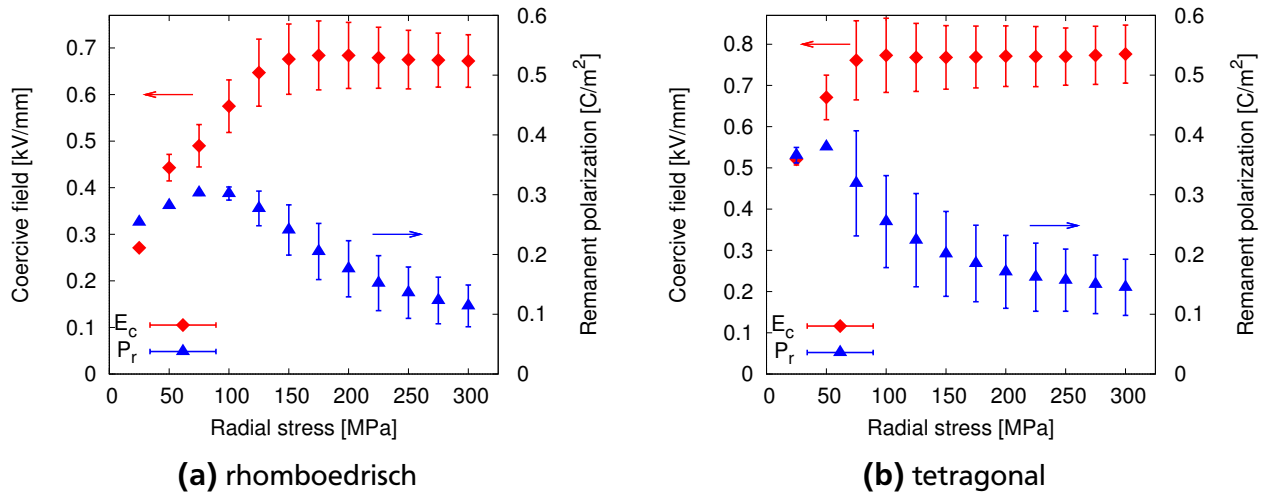 0.7
0.6
0.5
0.4
0.3
0.2
0.1
0
Coercive field [kV/mm]
0.6
0.5
0.4
0.3
0.2
0.1
0
Remanent polarization [C/m²]
E_c
P_r
0 50 100 150 200 250 300
Radial stress [MPa]
(a) rhomboedrisch
0.8
0.7
0.6
0.5
0.4
0.3
0.2
0.1
0
Coercive field [kV/mm]
0.6
0.5
0.4
0.3
0.2
0.1
0
Remanent polarization [C/m²]
E_c
P_r
0 50 100 150 200 250 300
Radial stress [MPa]
(b) tetragonal